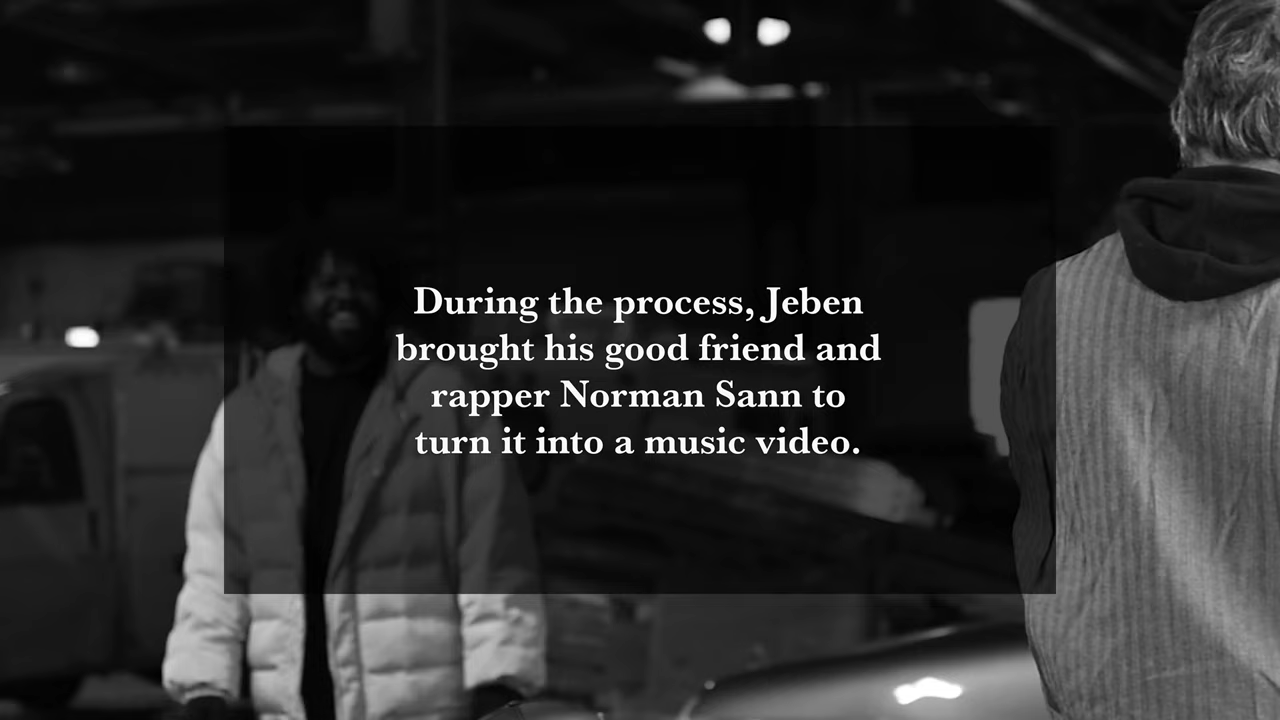 During the process, Jeben
brought his good friend and
rapper Norman Sann to
turn it into a music video.